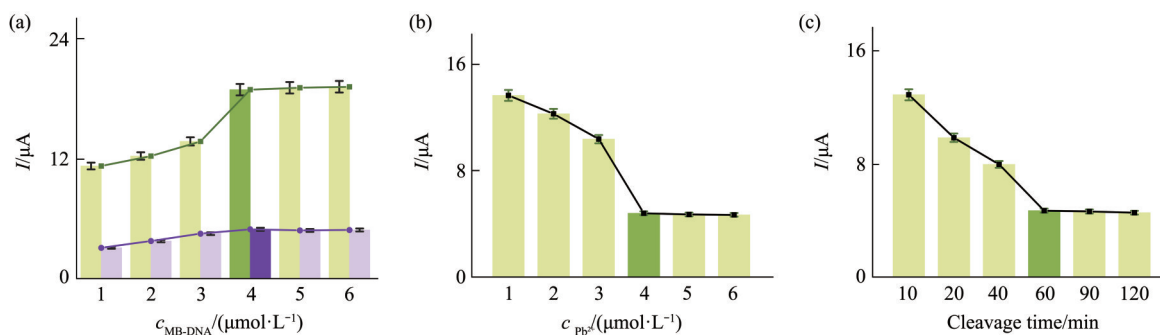 (a)
24
12
0
I/μA
1 2 3 4 5 6
c MB-DNA/(μmol·L⁻¹)
(b)
16
8
0
I/μA
1 2 3 4 5 6
c Pb²⁺/(μmol·L⁻¹)
(c)
16
8
0
I/μA
10 20 40 60 90 120
Cleavage time/min